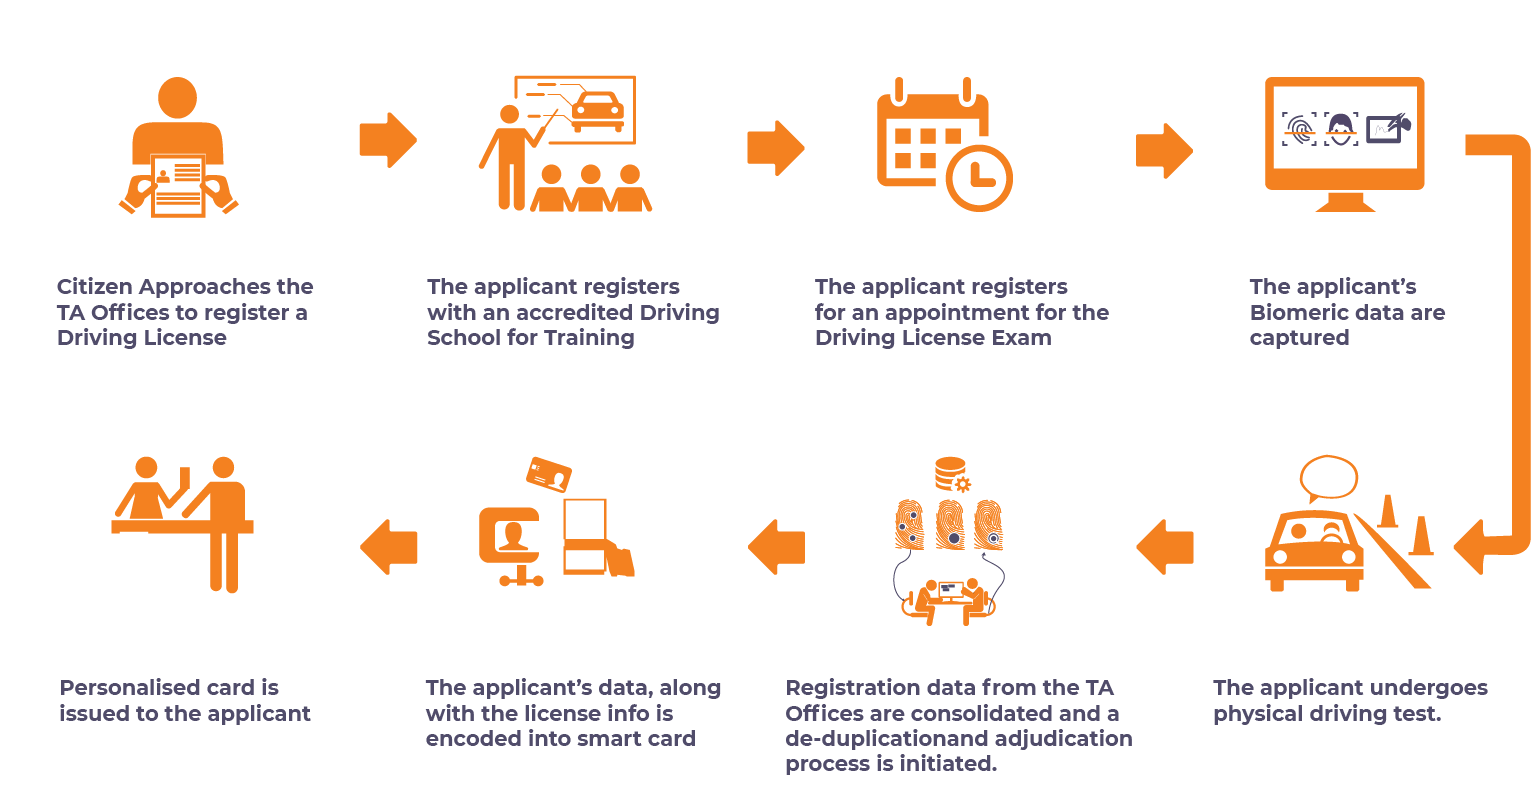 Citizen Approaches the
TA Offices to register a
Driving License
The applicant registers
with an accredited Driving
School for Training
The applicant registers
for an appointment for the
Driving License Exam
The applicant’s
Biomeric data are
captured
The applicant undergoes
physical driving test.
Registration data from the TA
Offices are consolidated and a
de-duplicationand adjudication
process is initiated.
The applicant’s data, along
with the license info is
encoded into smart card
Personalised card is
issued to the applicant